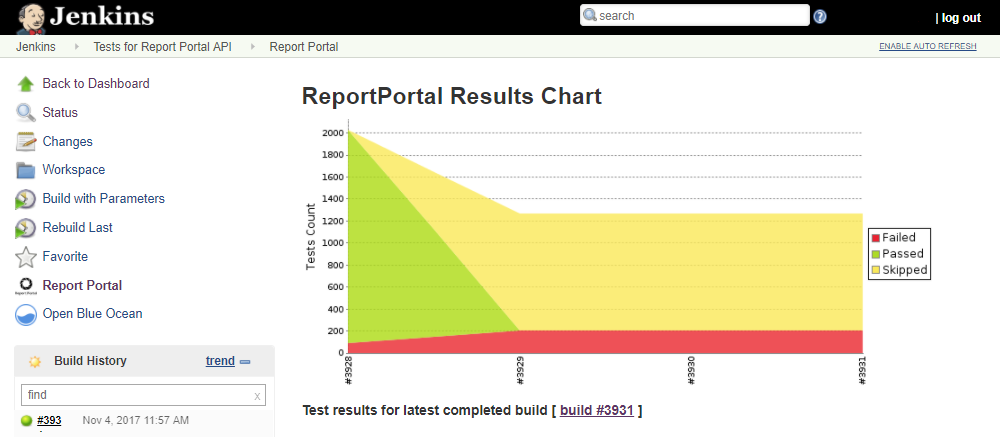 Jenkins
search
| log out
Jenkins Tests for Report Portal API Report Portal
ENABLE AUTO REFRESH
Back to Dashboard
Status
Changes
Workspace
Build with Parameters
Rebuild Last
Favorite
Report Portal
Open Blue Ocean
Build History trend
find x
#393 Nov 4, 2017 11:57 AM
ReportPortal Results Chart
Tests Count
2000
1800
1600
1400
1200
1000
800
600
400
200
0
#3928 #3929 #3930 #3931
Failed
Passed
Skipped
Test results for latest completed build [ build #3931 ]